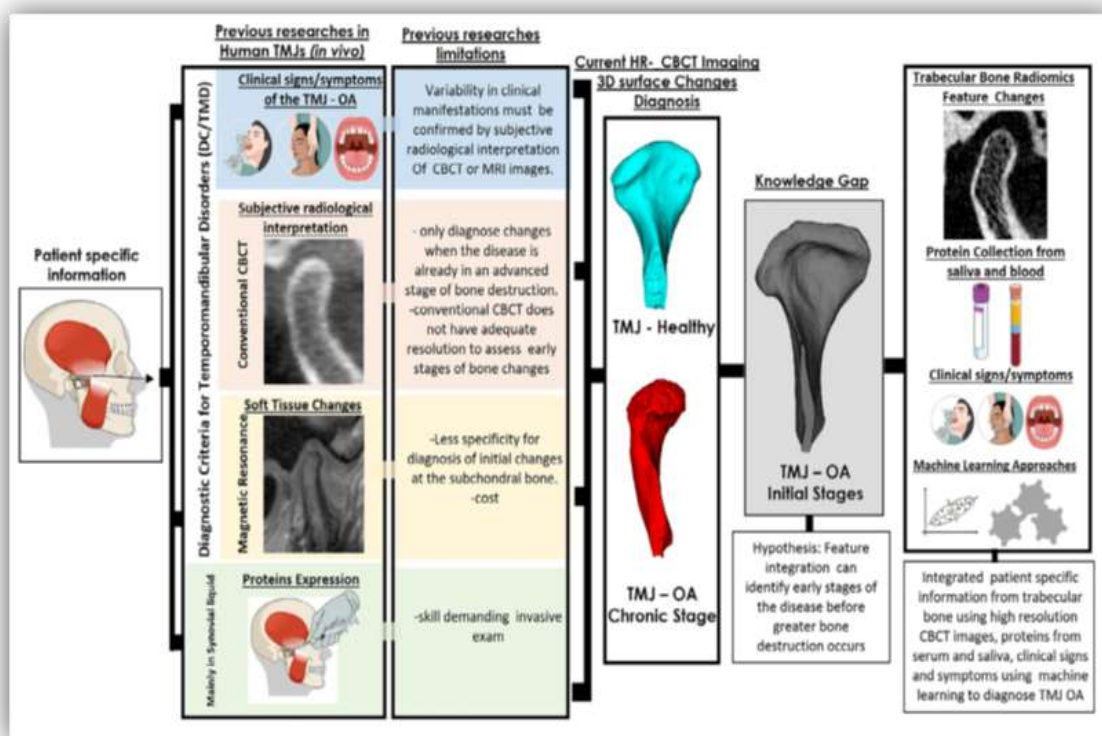 Previous researches in
Human TMJs (in vivo)
Previous researches
limitations
Patient specific
information
Diagnostic Criteria for Temporomandibular Disorders (DC/TMD)
Clinical signs/symptoms
of the TMJ - OA
Variability in clinical
manifestations must be
confirmed by subjective
radiological interpretation
Of CBCT or MRI images.
Subjective radiological
interpretation
Conventional CBCT
- only diagnose changes
when the disease is
already in an advanced
stage of bone destruction.
-conventional CBCT does
not have adequate
resolution to assess early
stages of bone changes
Soft Tissue Changes
Magnetic Resonance
-Less specificity for
diagnosis of initial changes
at the subchondral bone.
-cost
Proteins Expression
Mainly in Synovial liquid
-skill demanding invasive
exam
Current HR- CBCT Imaging
3D surface Changes
Diagnosis
TMJ - Healthy
TMJ – OA
Chronic Stage
Knowledge Gap
TMJ – OA
Initial Stages
Hypothesis: Feature
integration can
identify early stages of
the disease before
greater bone
destruction occurs
Trabecular Bone Radiomics
Feature Changes
Protein Collection from
saliva and blood
Clinical signs/symptoms
Machine Learning Approaches
Integrated patient specific
information from trabecular
bone using high resolution
CBCT images, proteins from
serum and saliva, clinical signs
and symptoms using machine
learning to diagnose TMJ OA